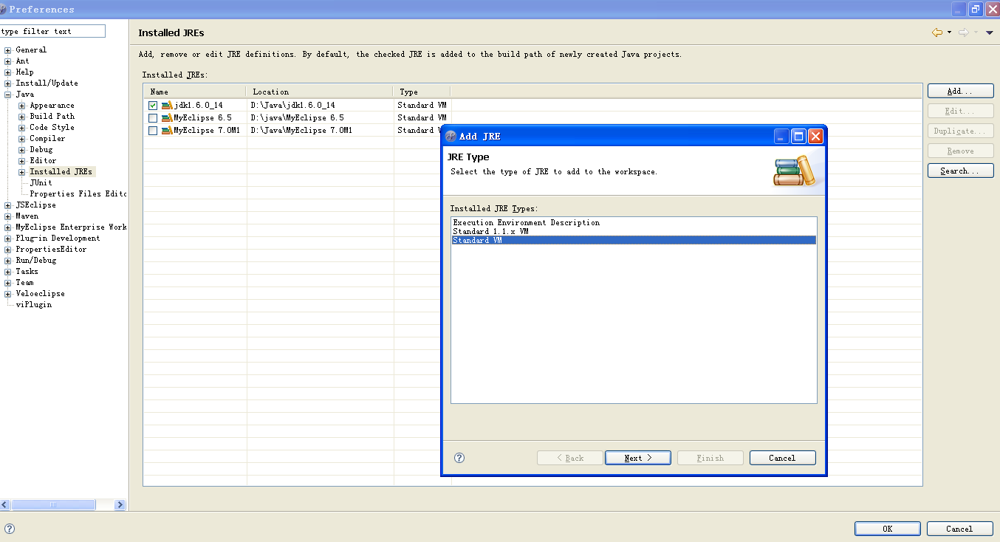 Preferences
type filter text
General
Ant
Help
Install/Update
Java
Appearance
Build Path
Code Style
Compiler
Debug
Editor
Installed JREs
JUnit
Properties Files Edito
JSEclipse
Maven
MyEclipse Enterprise Work
Plug-in Development
PropertiesEditor
Run/Debug
Tasks
Team
Veloeclipse
viPlugin
Installed JREs
Add, remove or edit JRE definitions. By default, the checked JRE is added to the build path of newly created Java projects.
Installed JREs:
Name Location Type
jdk1.6.0_14 D:\Java\jdk1.6.0_14 Standard VM
MyEclipse 6.5 D:\java\MyEclipse 6.5 Standard VM
MyEclipse 7.0M1 D:\Java\MyEclipse 7.0M1 Standard V
Add...
Edit...
Duplicate...
Remove
Search...
Add JRE
JRE Type
Select the type of JRE to add to the workspace.
Installed JRE Types:
Execution Environment Description
Standard 1.1.x VM
Standard VM
? < Back Next > Finish Cancel
? OK Cancel